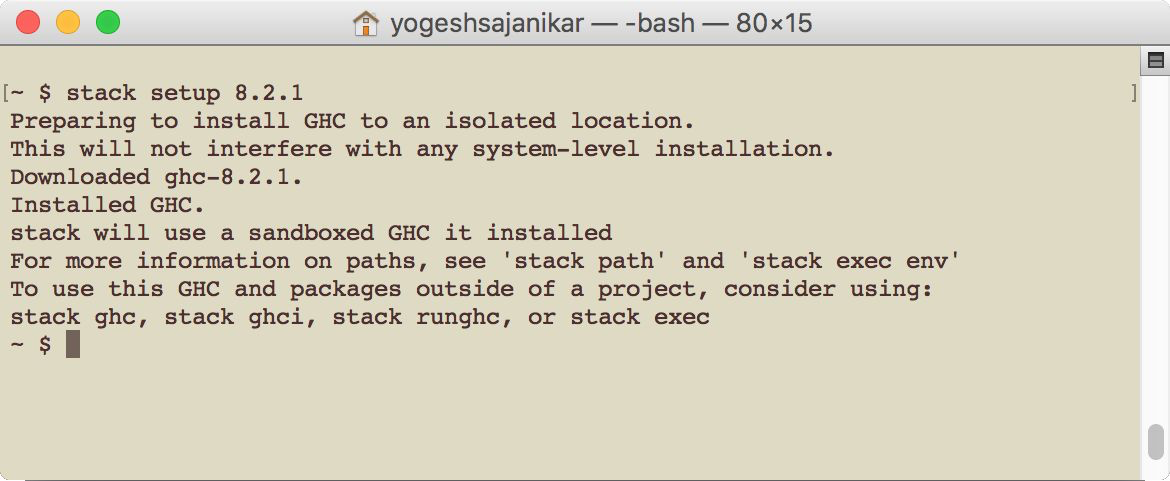 yogeshsajanikar — -bash — 80×15
[~ $ stack setup 8.2.1 ]
Preparing to install GHC to an isolated location.
This will not interfere with any system-level installation.
Downloaded ghc-8.2.1.
Installed GHC.
stack will use a sandboxed GHC it installed
For more information on paths, see 'stack path' and 'stack exec env'
To use this GHC and packages outside of a project, consider using:
stack ghc, stack ghci, stack runghc, or stack exec
~ $